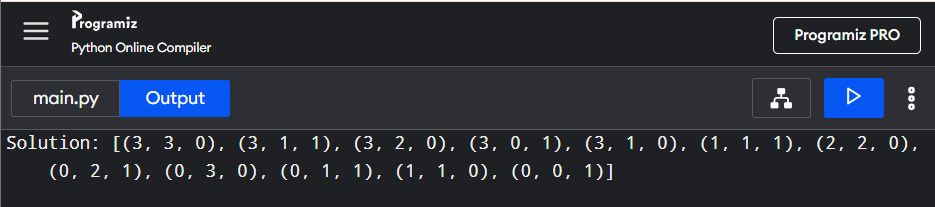 Programiz
Python Online Compiler
Programiz PRO
main.py
Output
Solution: [(3, 3, 0), (3, 1, 1), (3, 2, 0), (3, 0, 1), (3, 1, 0), (1, 1, 1), (2, 2, 0),
(0, 2, 1), (0, 3, 0), (0, 1, 1), (1, 1, 0), (0, 0, 1)]